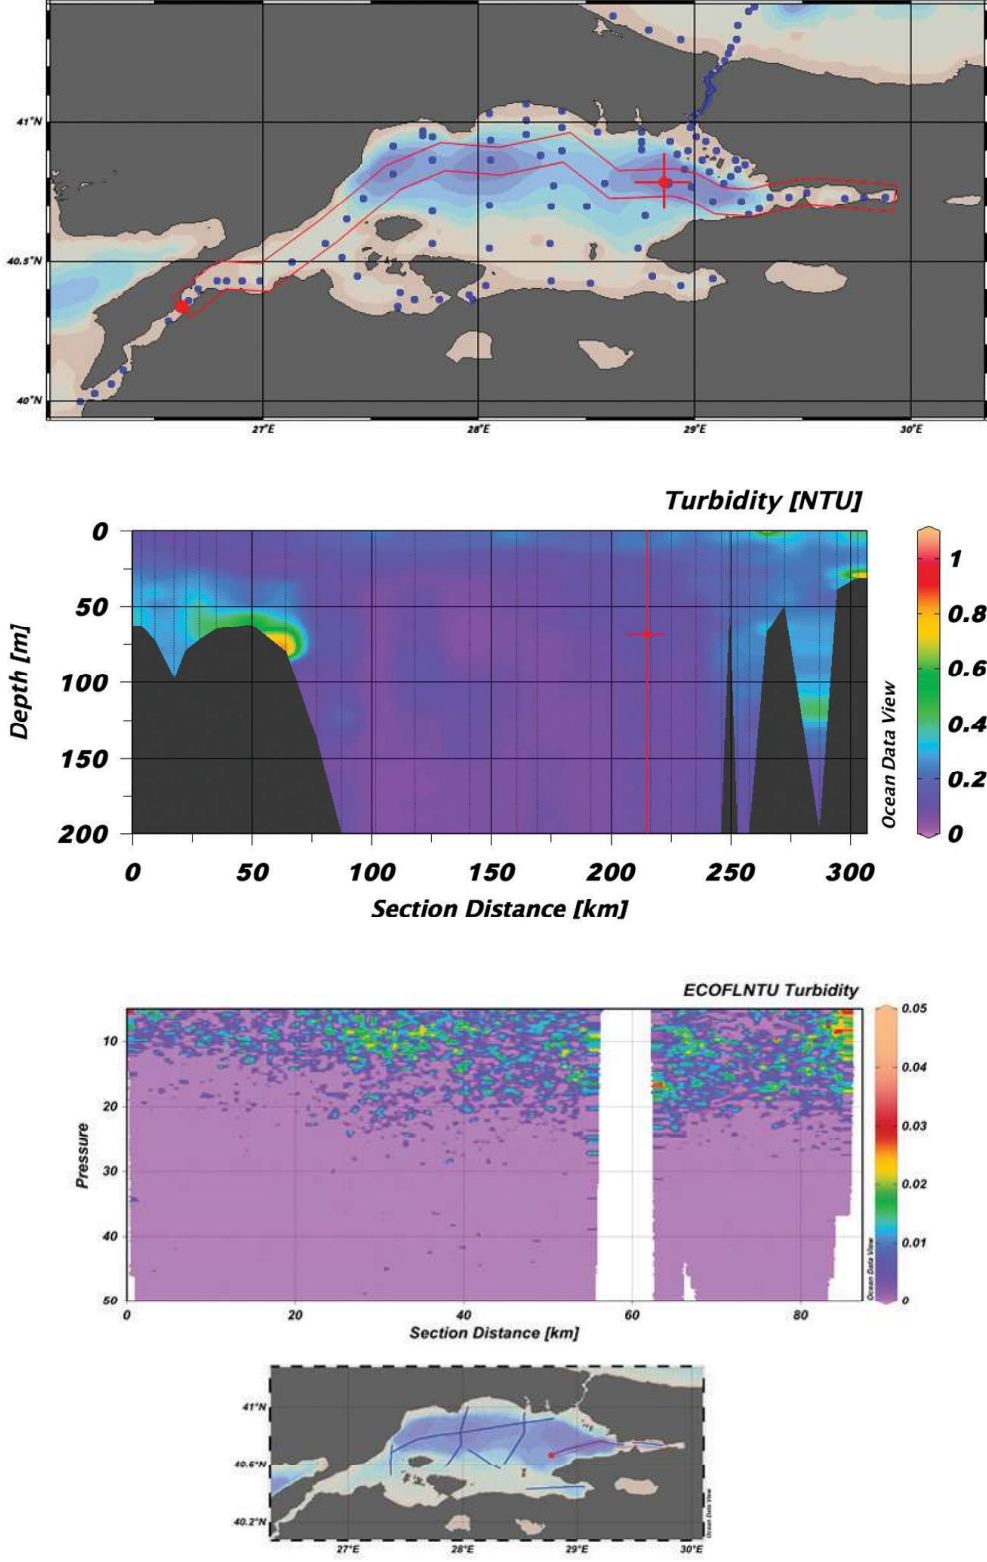 41°N
40.5°N
40°N
27°E 28°E 29°E 30°E
Turbidity [NTU]
0
50
100
150
200
Depth [m]
0 50 100 150 200 250 300
Section Distance [km]
1
0.8
0.6
0.4
0.2
0
Ocean Data View
ECOFLNTU Turbidity
10
20
30
40
50
Pressure
0 20 40 60 80
Section Distance [km]
0.05
0.04
0.03
0.02
0.01
0
Ocean Data View
41°N
40.6°N
40.2°N
27°E 28°E 29°E 30°E
Ocean Data View